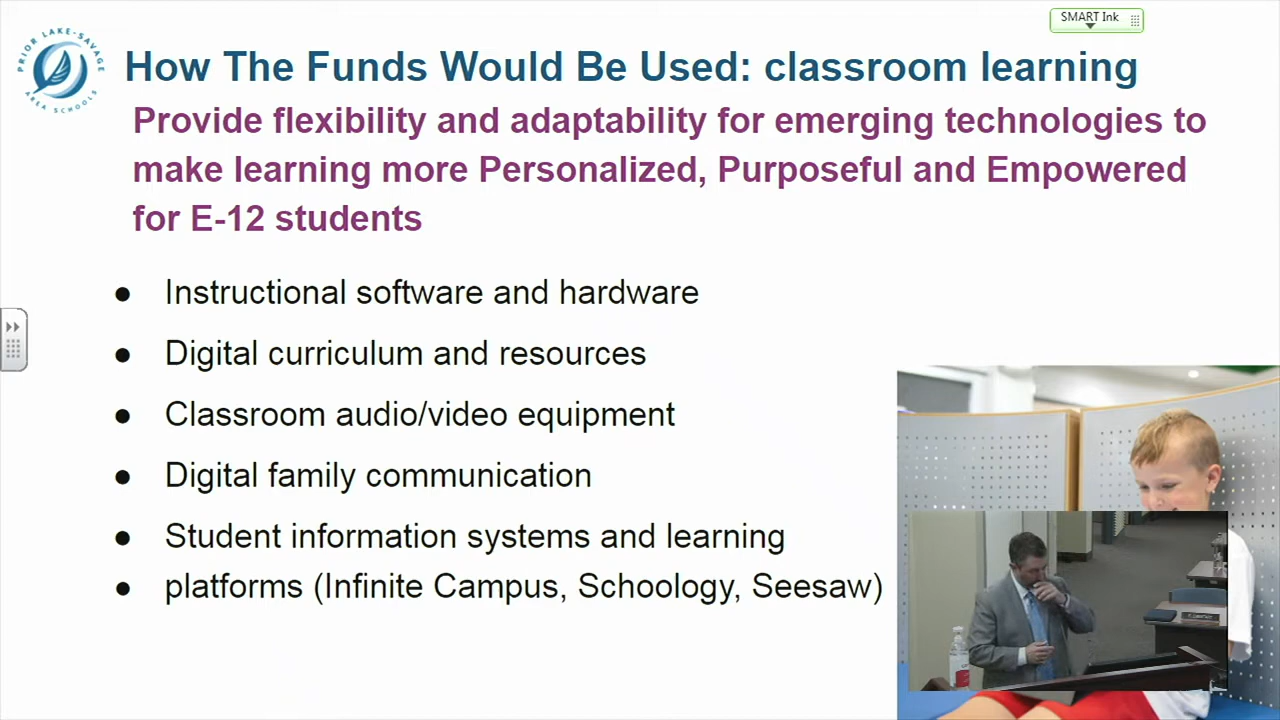 SMART Ink
PRIOR LAKE-SAVAGE
AREA SCHOOLS
How The Funds Would Be Used: classroom learning
Provide flexibility and adaptability for emerging technologies to
make learning more Personalized, Purposeful and Empowered
for E-12 students
● Instructional software and hardware
● Digital curriculum and resources
● Classroom audio/video equipment
● Digital family communication
● Student information systems and learning
● platforms (Infinite Campus, Schoology, Seesaw)